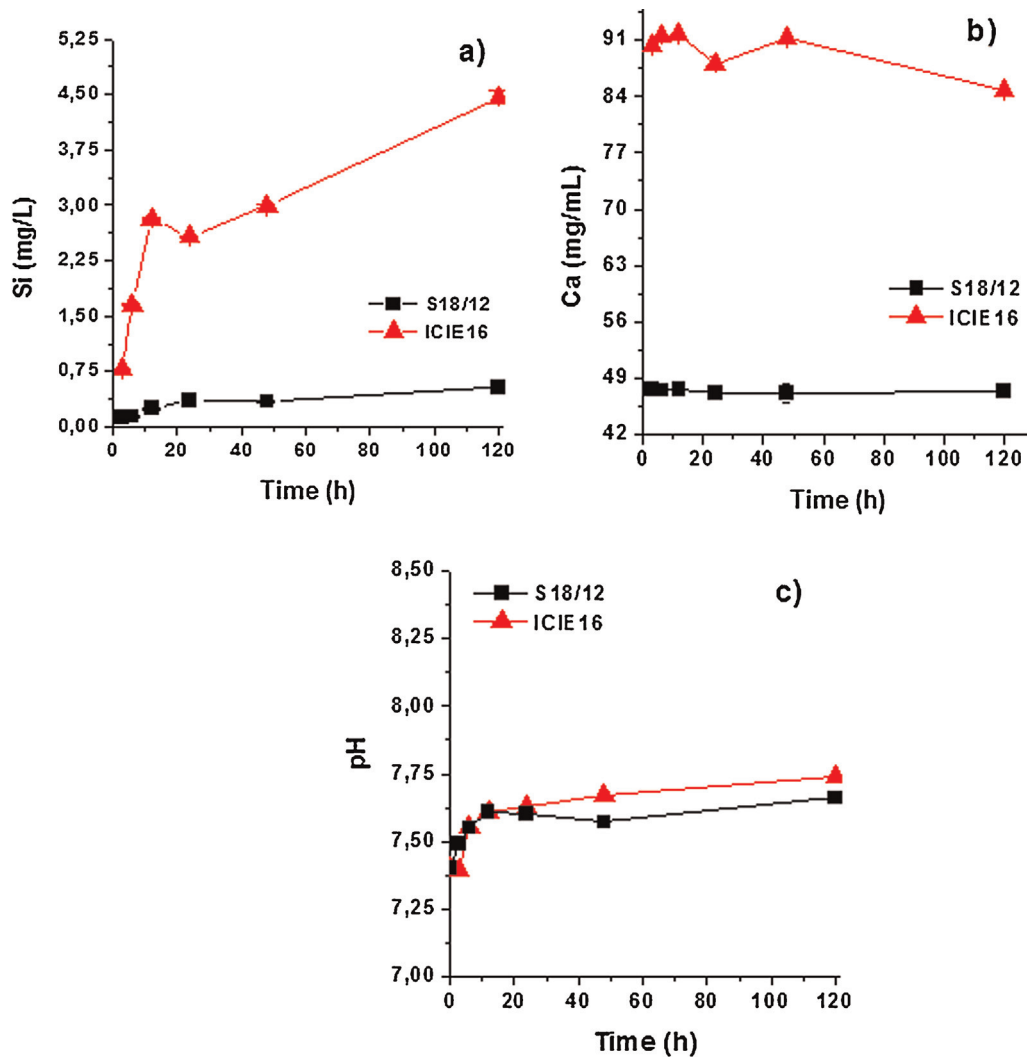 a)
Si (mg/L)
5,25
4,50
3,75
3,00
2,25
1,50
0,75
0,00
S18/12
ICIE16
0 20 40 60 80 100 120
Time (h)
b)
Ca (mg/mL)
91
84
77
70
63
56
49
42
S18/12
ICIE16
0 20 40 60 80 100 120
Time (h)
c)
pH
8,50
8,25
8,00
7,75
7,50
7,25
7,00
S18/12
ICIE16
0 20 40 60 80 100 120
Time (h)